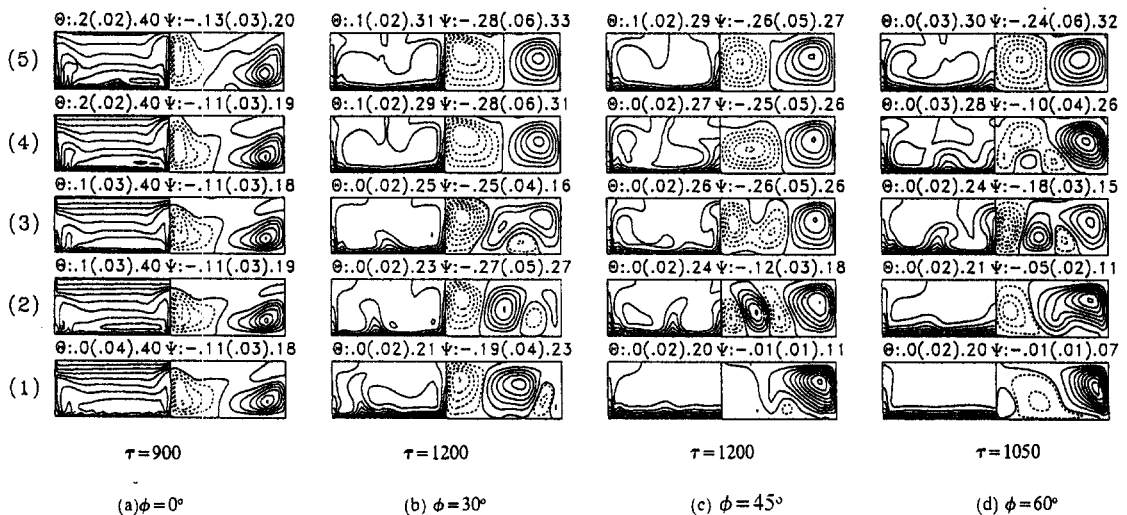 Θ:.2(.02).40 Ψ:-.13(.03).20 Θ:.1(.02).31 Ψ:-.28(.06).33 Θ:.1(.02).29 Ψ:-.26(.05).27 Θ:.0(.03).30 Ψ:-.24(.06).32
(5)
Θ:.2(.02).40 Ψ:-.11(.03).19 Θ:.1(.02).29 Ψ:-.28(.06).31 Θ:.0(.02).27 Ψ:-.25(.05).26 Θ:.0(.03).28 Ψ:-.10(.04).26
(4)
Θ:.1(.03).40 Ψ:-.11(.03).18 Θ:.0(.02).25 Ψ:-.25(.04).16 Θ:.0(.02).26 Ψ:-.26(.05).26 Θ:.0(.02).24 Ψ:-.18(.03).15
(3)
Θ:.1(.03).40 Ψ:-.11(.03).19 Θ:.0(.02).23 Ψ:-.27(.05).27 Θ:.0(.02).24 Ψ:-.12(.03).18 Θ:.0(.02).21 Ψ:-.05(.02).11
(2)
Θ:.0(.04).40 Ψ:-.11(.03).18 Θ:.0(.02).21 Ψ:-.19(.04).23 Θ:.0(.02).20 Ψ:-.01(.01).11 Θ:.0(.02).20 Ψ:-.01(.01).07
(1)
τ=900 τ=1200 τ=1200 τ=1050
(a)ϕ=0° (b) ϕ=30° (c) ϕ=45° (d) ϕ=60°